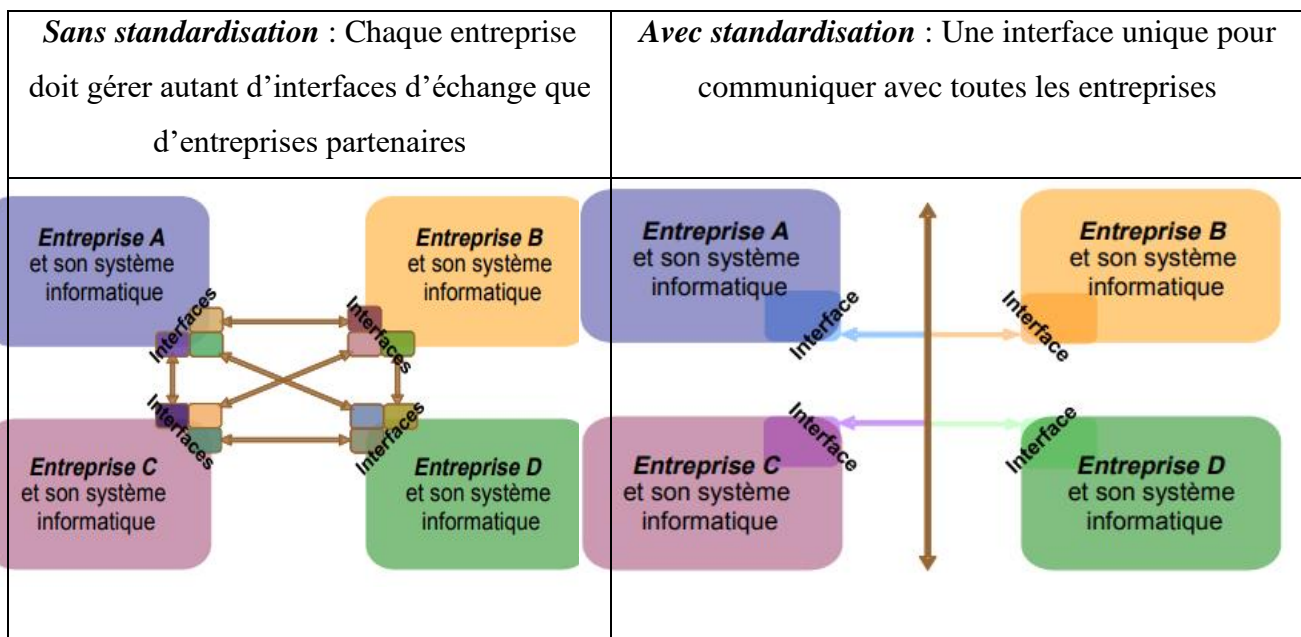 Sans standardisation : Chaque entreprise
doit gérer autant d’interfaces d’échange que
d’entreprises partenaires
Avec standardisation : Une interface unique pour
communiquer avec toutes les entreprises
Entreprise A
et son système
informatique
Interfaces
Entreprise B
et son système
informatique
Interfaces
Entreprise C
et son système
informatique
Interfaces
Entreprise D
et son système
informatique
Interfaces
Entreprise A
et son système
informatique
Interface
Entreprise B
et son système
informatique
Interface
Entreprise C
et son système
informatique
Interface
Entreprise D
et son système
informatique
Interface